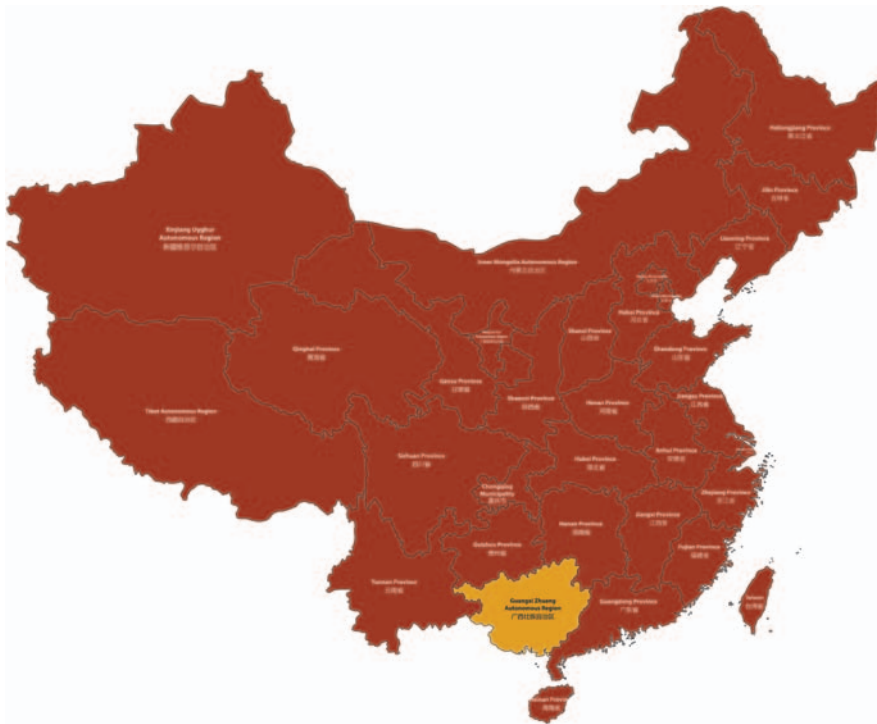 Heilongjiang Province
黑龙江省
Jilin Province
吉林省
Liaoning Province
辽宁省
Xinjiang Uyghur
Autonomous Region
新疆维吾尔自治区
Inner Mongolia Autonomous Region
内蒙古自治区
Hebei Province
河北省
Shanxi Province
山西省
Shandong Province
山东省
Qinghai Province
青海省
Gansu Province
甘肃省
Shaanxi Province
陕西省
Henan Province
河南省
Jiangsu Province
江苏省
Tibet Autonomous Region
西藏自治区
Sichuan Province
四川省
Hubei Province
湖北省
Anhui Province
安徽省
Chongqing
Municipality
重庆市
Zhejiang Province
浙江省
Hunan Province
湖南省
Jiangxi Province
江西省
Guizhou Province
贵州省
Fujian Province
福建省
Yunnan Province
云南省
Guangxi Zhuang
Autonomous Region
广西壮族自治区
Guangdong Province
广东省
Taiwan
台湾省
Hainan Province
海南省